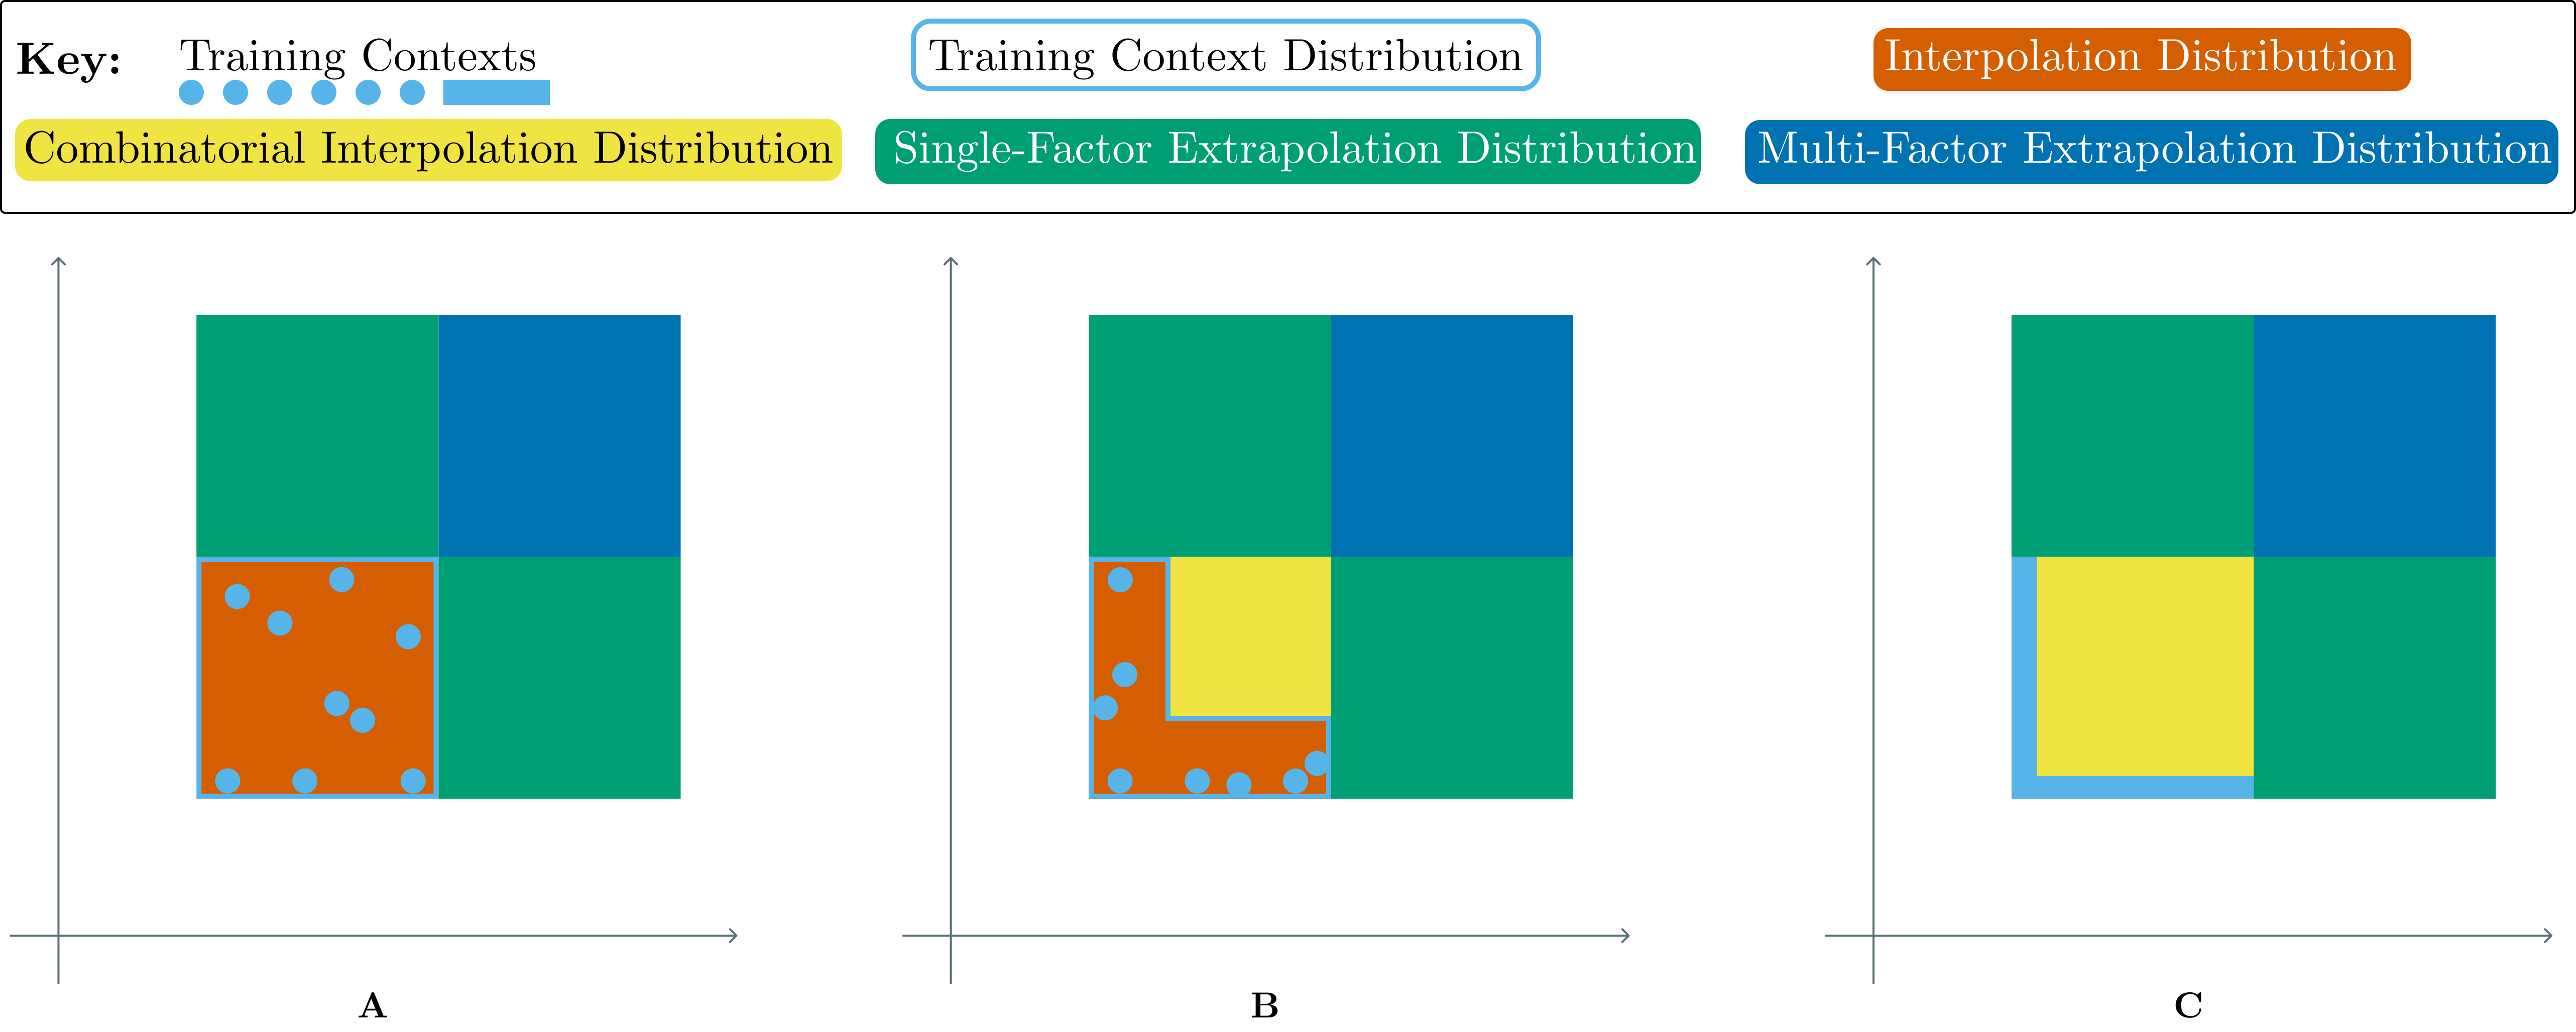 Key: Training Contexts Training Context Distribution Interpolation Distribution
Combinatorial Interpolation Distribution Single-Factor Extrapolation Distribution Multi-Factor Extrapolation Distribution
A B C